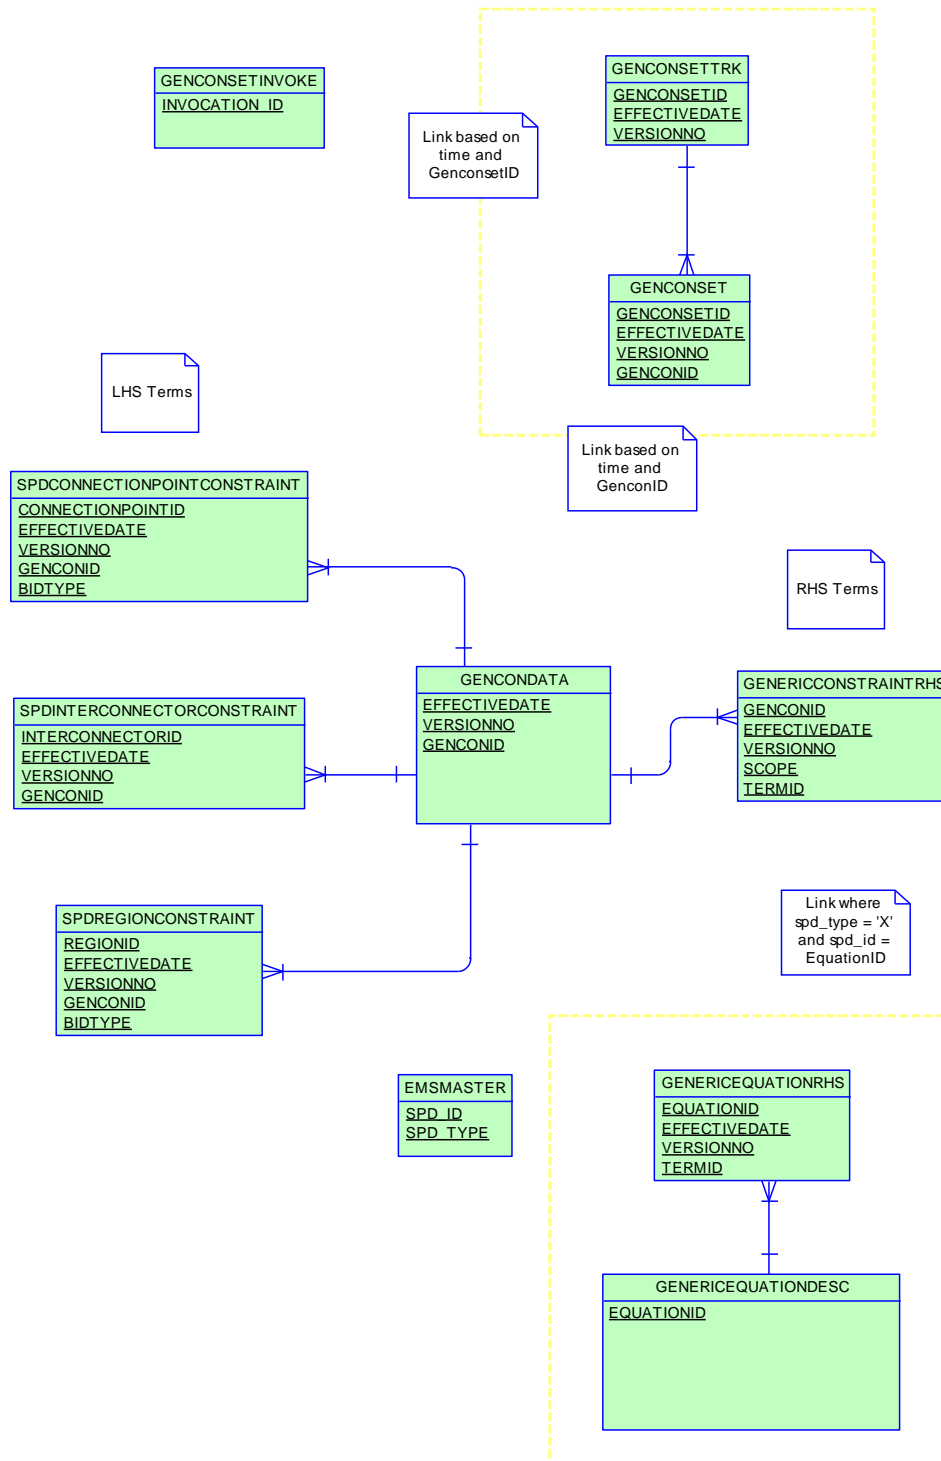 GENCONSETINVOKE
INVOCATION_ID
GENCONSETTRK
GENCONSETID
EFFECTIVEDATE
VERSIONNO
Link based on
time and
GenconsetID
GENCONSET
GENCONSETID
EFFECTIVEDATE
VERSIONNO
GENCONID
LHS Terms
Link based on
time and
GenconID
SPDCONNECTIONPOINTCONSTRAINT
CONNECTIONPOINTID
EFFECTIVEDATE
VERSIONNO
GENCONID
BIDTYPE
RHS Terms
GENCONDATA
EFFECTIVEDATE
VERSIONNO
GENCONID
GENERICCONSTRAINTRHS
GENCONID
EFFECTIVEDATE
VERSIONNO
SCOPE
TERMID
SPDINTERCONNECTORCONSTRAINT
INTERCONNECTORID
EFFECTIVEDATE
VERSIONNO
GENCONID
Link where
spd_type = 'X'
and spd_id =
EquationID
SPDREGIONCONSTRAINT
REGIONID
EFFECTIVEDATE
VERSIONNO
GENCONID
BIDTYPE
EMSMASTER
SPD_ID
SPD_TYPE
GENERICEQUATIONRHS
EQUATIONID
EFFECTIVEDATE
VERSIONNO
TERMID
GENERICEQUATIONDESC
EQUATIONID